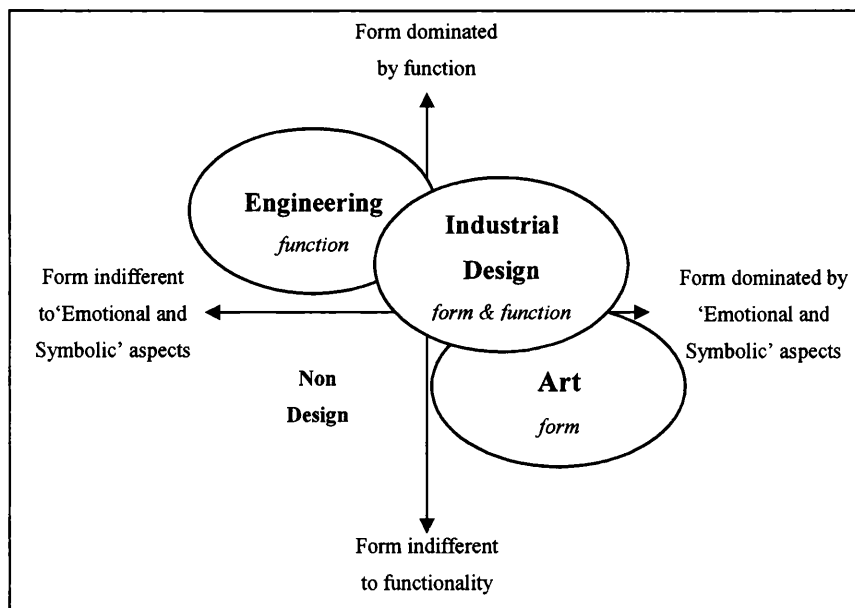 Form dominated
by function
Engineering
function
Industrial
Design
form & function
Form indifferent
to‘Emotional and
Symbolic’ aspects
Form dominated by
‘Emotional and
Symbolic’ aspects
Non
Design
Art
form
Form indifferent
to functionality